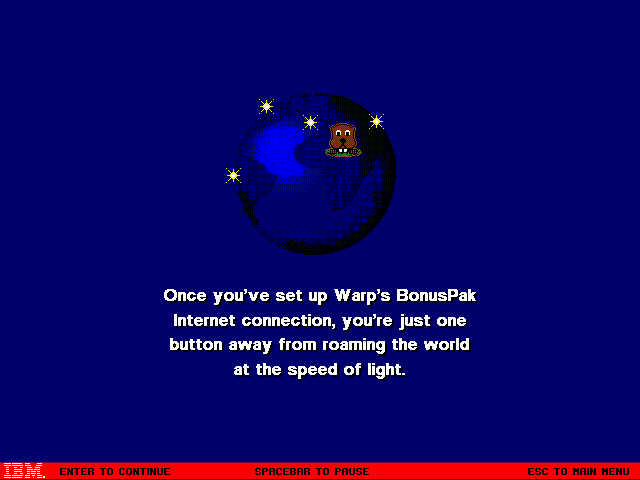 Once you've set up Warp's BonusPak
Internet connection, you're just one
button away from roaming the world
at the speed of light.
IBM. ENTER TO CONTINUE SPACEBAR TO PAUSE ESC TO MAIN MENU